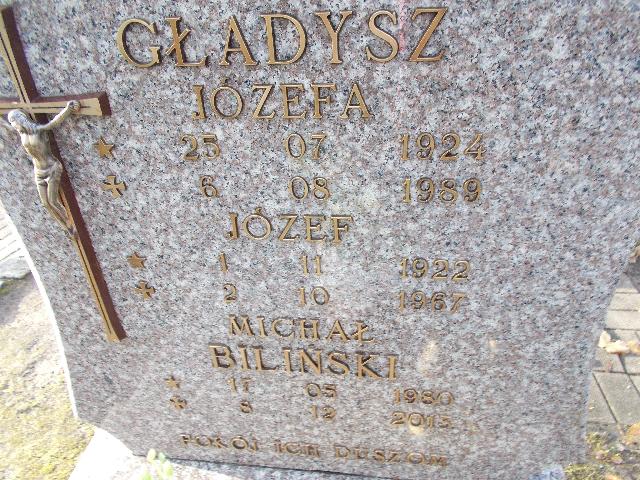 GŁADYSZ
JÓZEFA
25 07 1924
6 08 1989
JÓZEF
1 11 1922
2 10 1967
MICHAŁ
BILIŃSKI
17 05 1980
8 12 2015
POKÓJ ICH DUSZOM